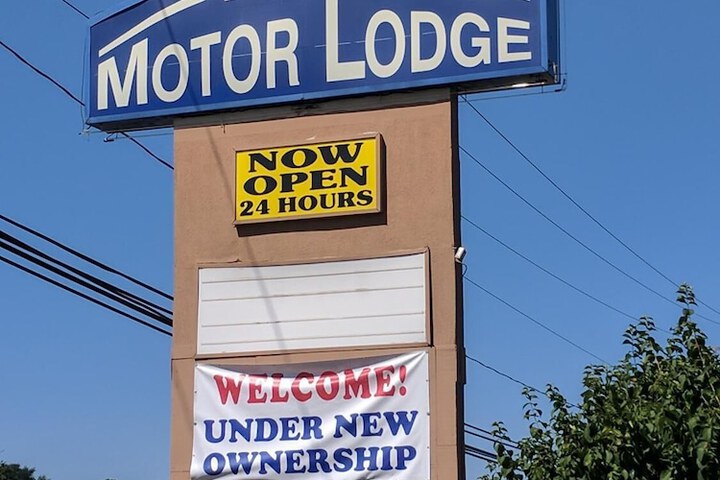 MOTOR LODGE
NOW
OPEN
24 HOURS
WELCOME!
UNDER NEW
OWNERSHIP